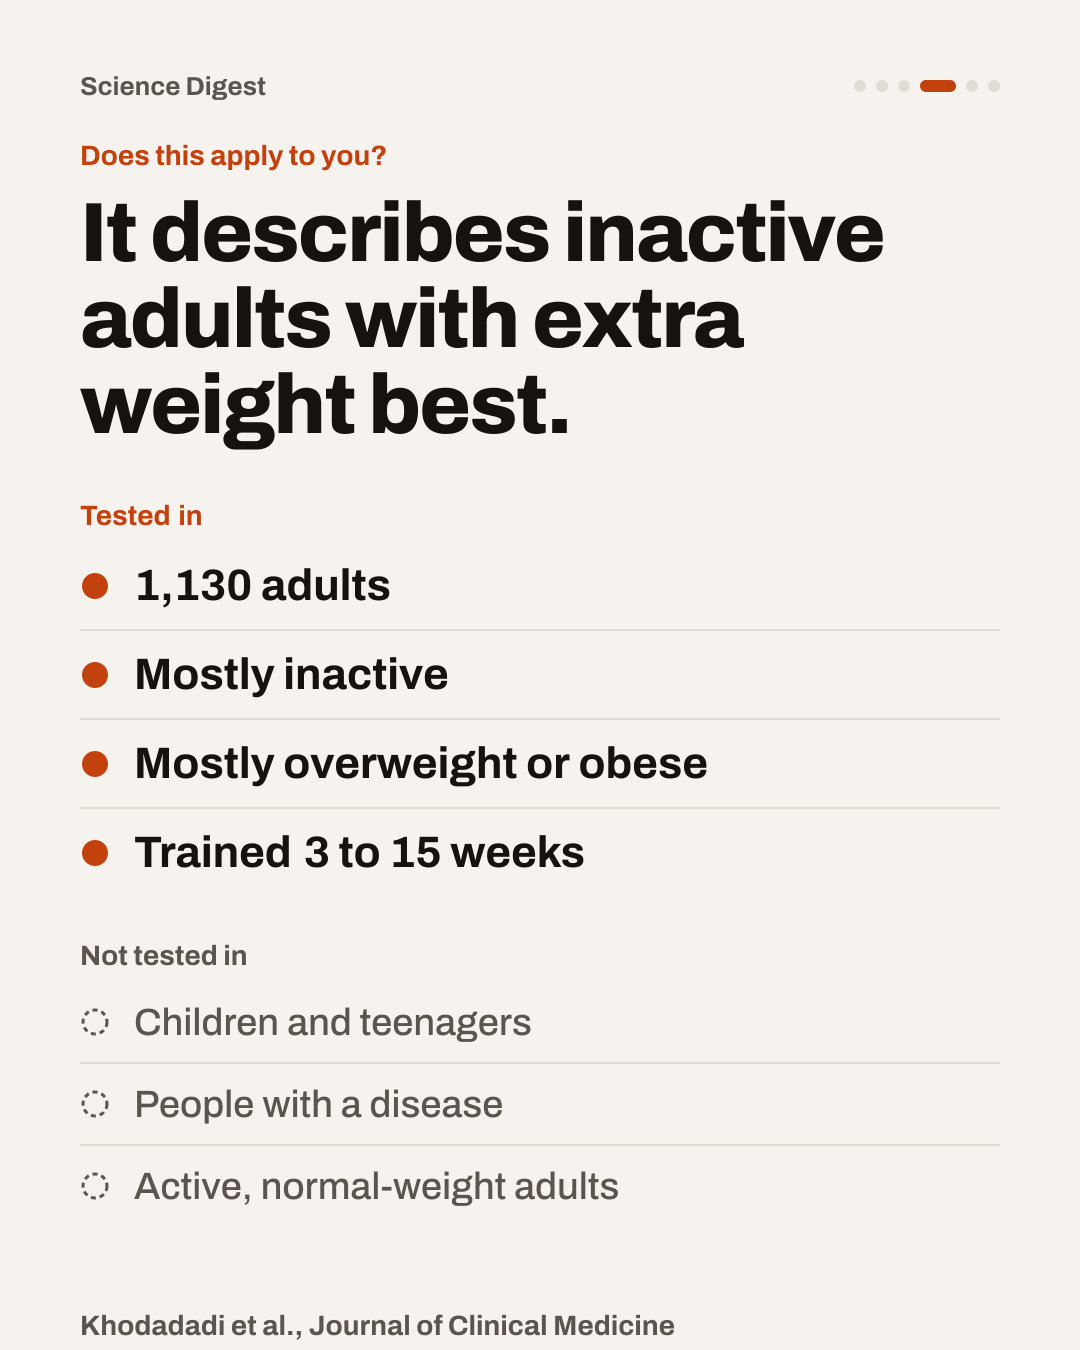 Science Digest
Does this apply to you?
It describes inactive
adults with extra
weight best.
Tested in
1,130 adults
Mostly inactive
Mostly overweight or obese
Trained 3 to 15 weeks
Not tested in
Children and teenagers
People with a disease
Active, normal-weight adults
Khodadadi et al., Journal of Clinical Medicine